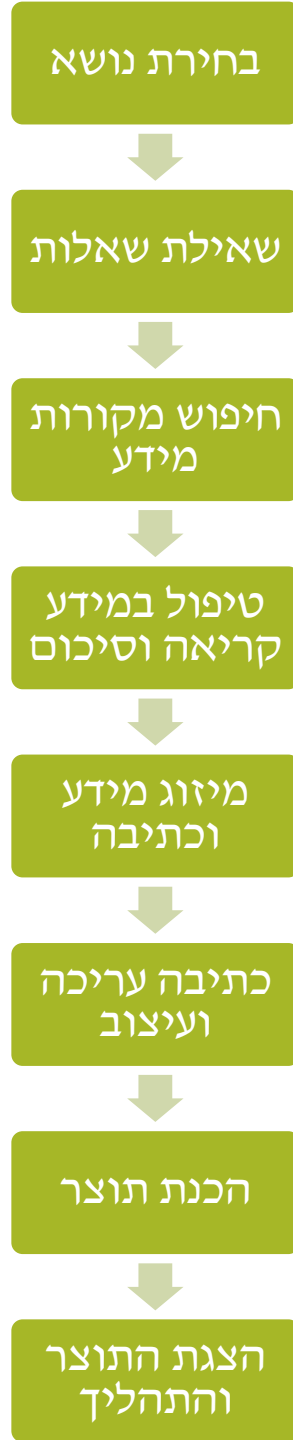 בחירת נושא
שאילת שאלות
חיפוש מקורות
מידע
טיפול במידע
קריאה וסיכום
מיזוג מידע
וכתיבה
כתיבה עריכה
ועיצוב
הכנת תוצר
הצגת התוצר
והתהליך